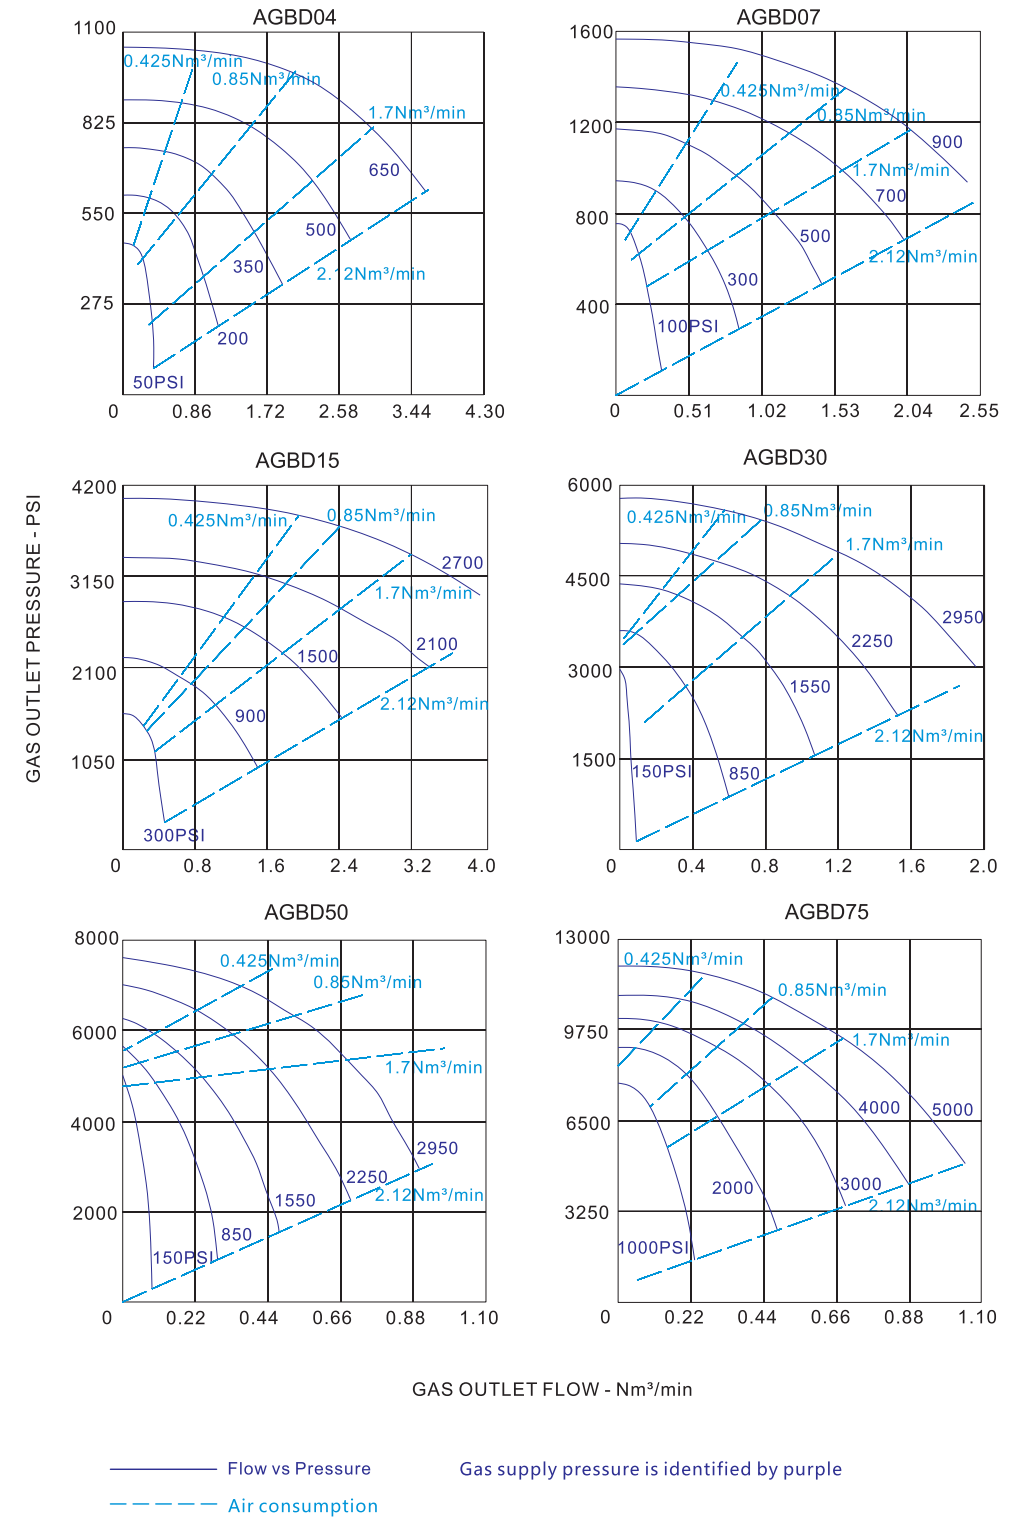 AGBD04
1100
825
550
275
0.425Nm³/min
0.85Nm³/min
1.7Nm³/min
650
500
350
2.12Nm³/min
200
50PSI
0 0.86 1.72 2.58 3.44 4.30
AGBD07
1600
1200
800
400
0.425Nm³/min
0.85Nm³/min
900
1.7Nm³/min
700
500
2.12Nm³/min
300
100PSI
0 0.51 1.02 1.53 2.04 2.55
GAS OUTLET PRESSURE - PSI
AGBD15
4200
3150
2100
1050
0.425Nm³/min
0.85Nm³/min
2700
1.7Nm³/min
2100
1500
2.12Nm³/min
900
300PSI
0 0.8 1.6 2.4 3.2 4.0
AGBD30
6000
4500
3000
1500
0.425Nm³/min
0.85Nm³/min
1.7Nm³/min
2950
2250
1550
2.12Nm³/min
150PSI
850
0 0.4 0.8 1.2 1.6 2.0
AGBD50
8000
6000
4000
2000
0.425Nm³/min
0.85Nm³/min
1.7Nm³/min
2950
2250
2.12Nm³/min
1550
850
150PSI
0 0.22 0.44 0.66 0.88 1.10
AGBD75
13000
9750
6500
3250
0.425Nm³/min
0.85Nm³/min
1.7Nm³/min
4000
5000
3000
2000
2.12Nm³/min
1000PSI
0 0.22 0.44 0.66 0.88 1.10
GAS OUTLET FLOW - Nm³/min
Flow vs Pressure
Gas supply pressure is identified by purple
Air consumption